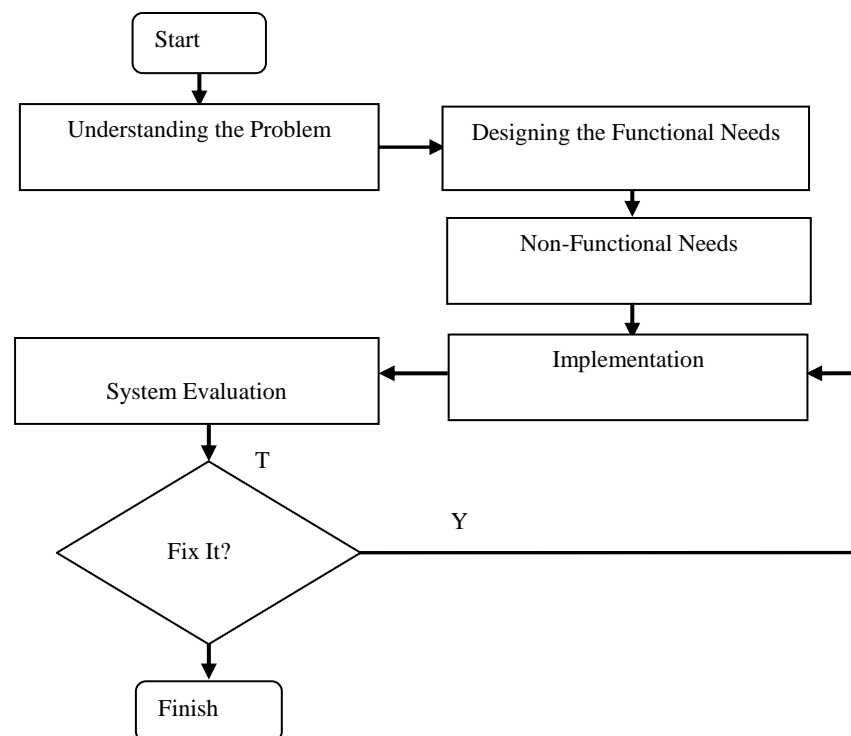 Start
Understanding the Problem
Designing the Functional Needs
Non-Functional Needs
Implementation
System Evaluation
T
Y
Fix It?
Finish